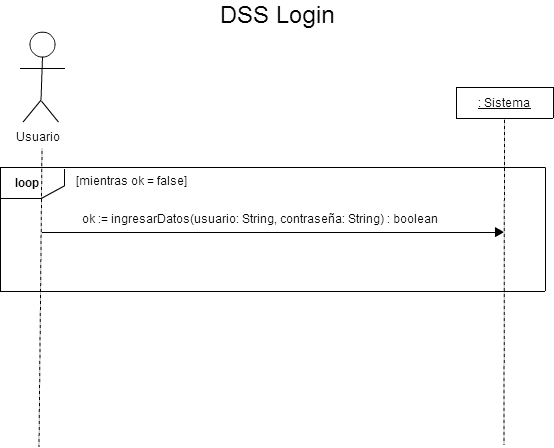 DSS Login
: Sistema
Usuario
loop
[mientras ok = false]
ok := ingresarDatos(usuario: String, contraseña: String) : boolean